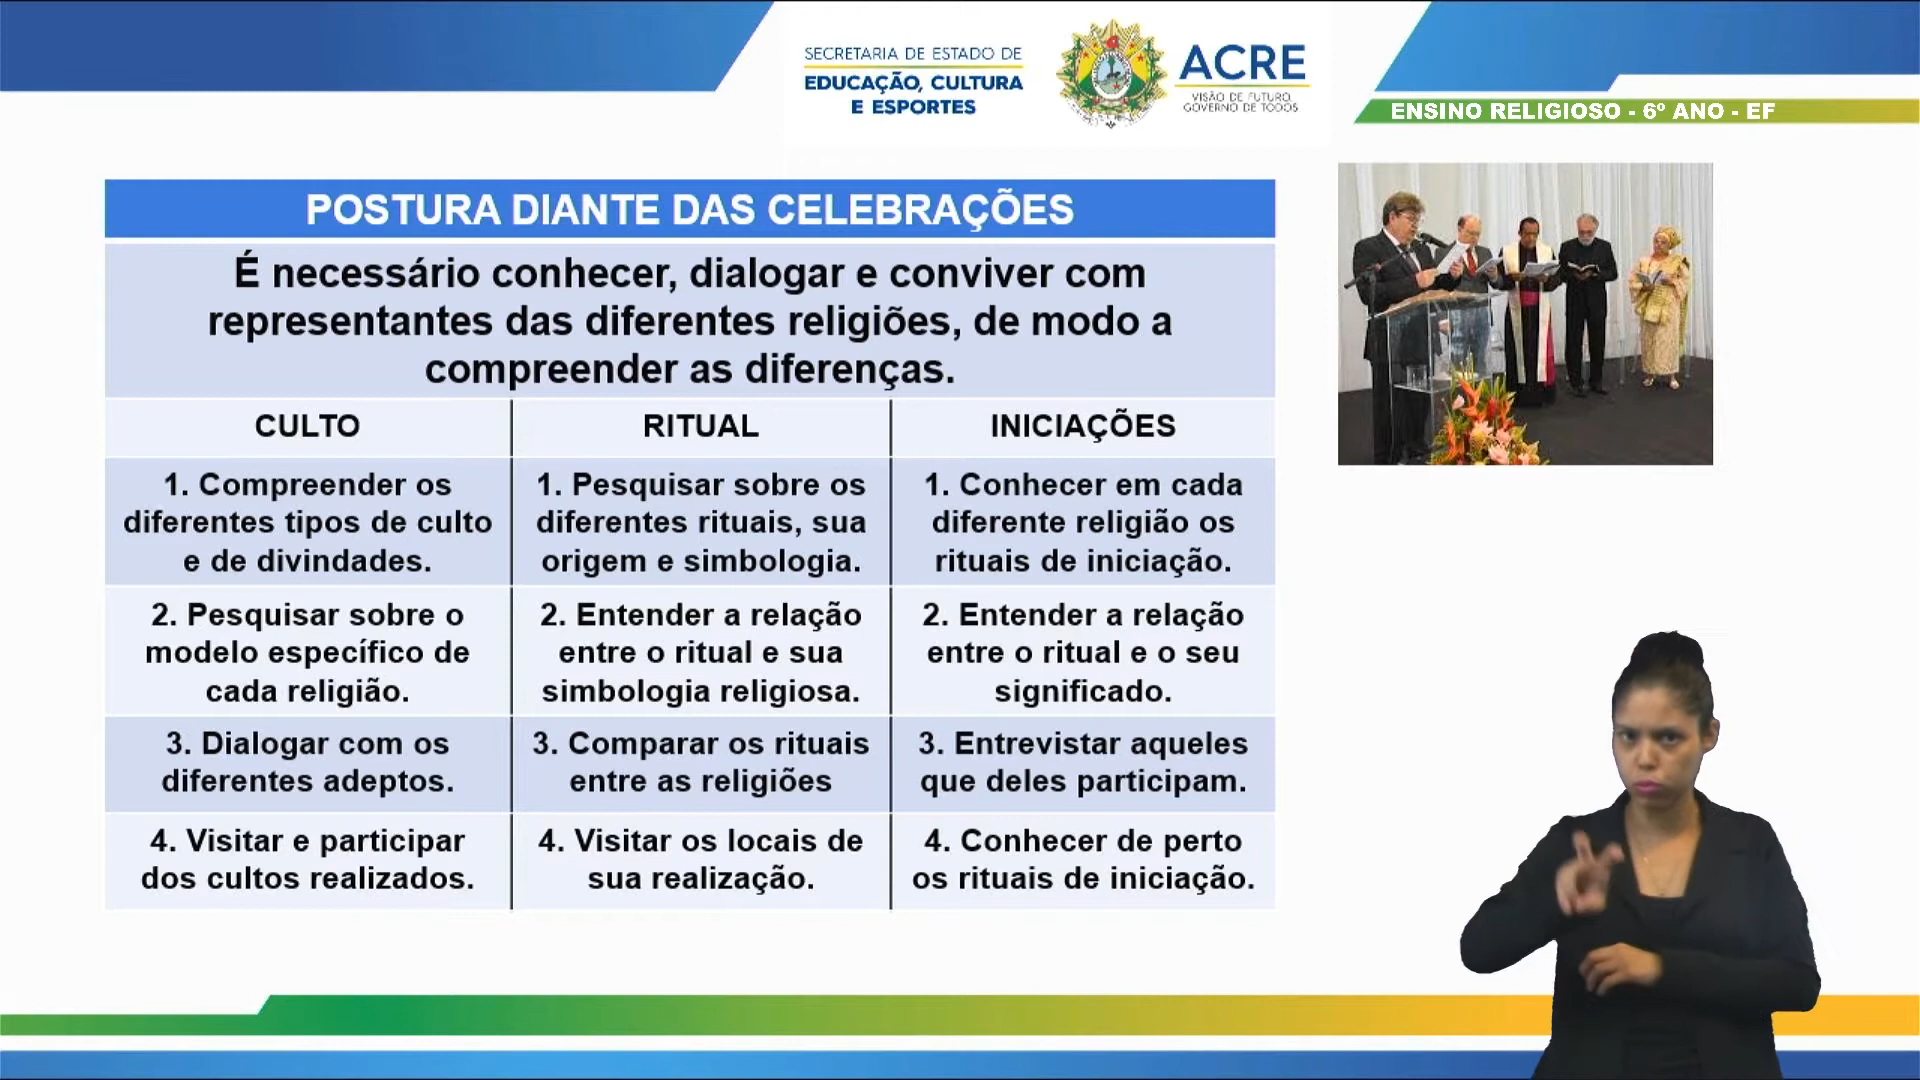 SECRETARIA DE ESTADO DE
EDUCAÇÃO, CULTURA
E ESPORTES
ACRE
VISÃO DE FUTURO,
GOVERNO DE TODOS
ENSINO RELIGIOSO - 6º ANO - EF
POSTURA DIANTE DAS CELEBRAÇÕES
É necessário conhecer, dialogar e conviver com
representantes das diferentes religiões, de modo a
compreender as diferenças.
CULTO
RITUAL
INICIAÇÕES
1. Compreender os
diferentes tipos de culto
e de divindades.
1. Pesquisar sobre os
diferentes rituais, sua
origem e simbologia.
1. Conhecer em cada
diferente religião os
rituais de iniciação.
2. Pesquisar sobre o
modelo específico de
cada religião.
2. Entender a relação
entre o ritual e sua
simbologia religiosa.
2. Entender a relação
entre o ritual e o seu
significado.
3. Dialogar com os
diferentes adeptos.
3. Comparar os rituais
entre as religiões
3. Entrevistar aqueles
que deles participam.
4. Visitar e participar
dos cultos realizados.
4. Visitar os locais de
sua realização.
4. Conhecer de perto
os rituais de iniciação.